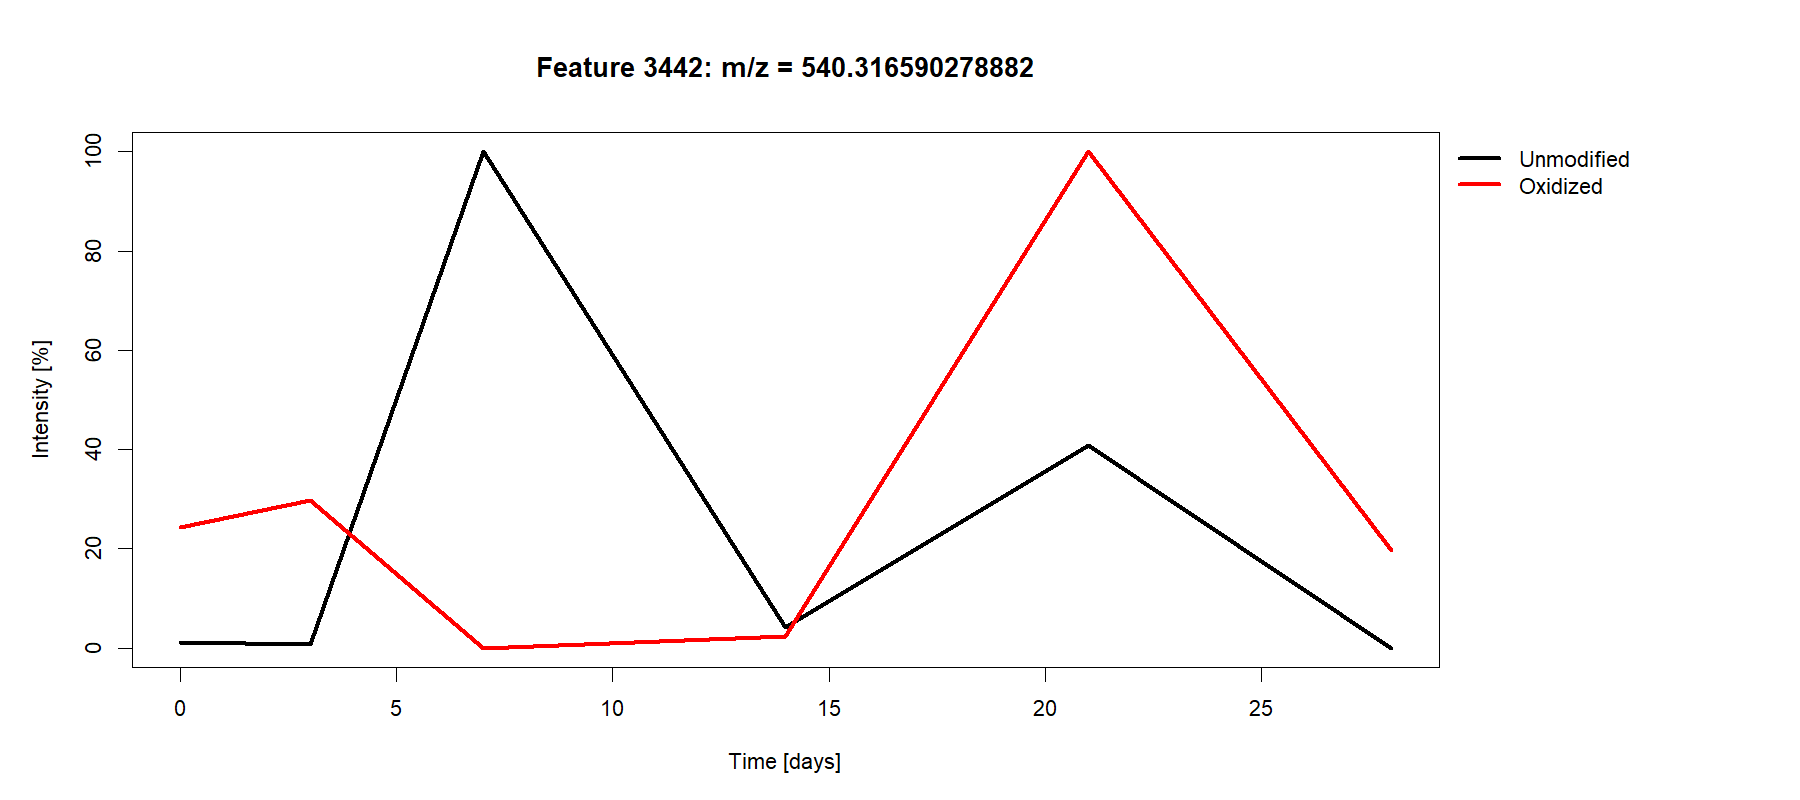 Feature 3442: m/z = 540.316590278882
Unmodified
Oxidized
Intensity [%]
100
80
60
40
20
0
0 5 10 15 20 25
Time [days]